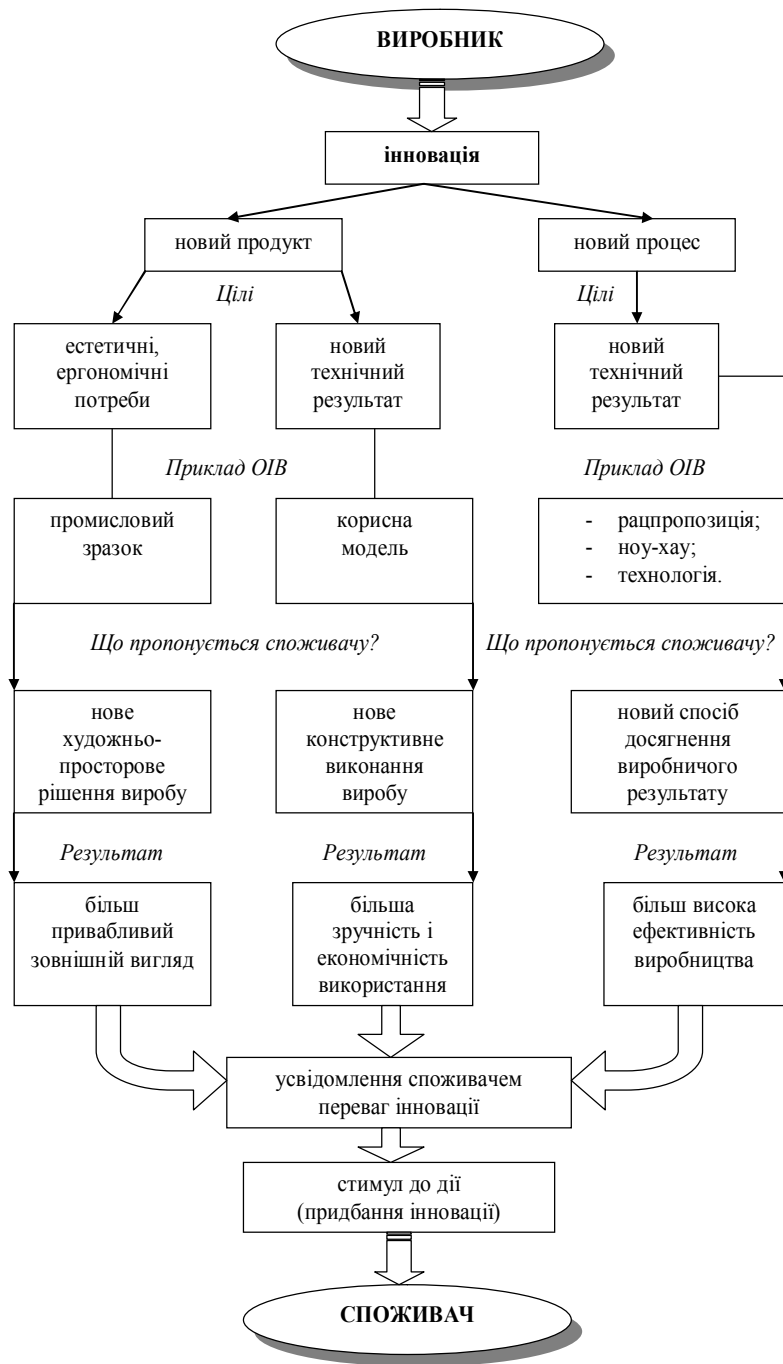 ВИРОБНИК
інновація
новий продукт
новий процес
Цілі
Цілі
естетичні,
ергономічні
потреби
новий
технічний
результат
новий
технічний
результат
Приклад ОІВ
Приклад ОІВ
промисловий
зразок
корисна
модель
- рацпропозиція;
- ноу-хау;
- технологія.
Що пропонується споживачу?
Що пропонується споживачу?
нове
художньо-
просторове
рішення виробу
нове
конструктивне
виконання
виробу
новий спосіб
досягнення
виробничого
результату
Результат
Результат
Результат
більш
привабливий
зовнішній вигляд
більша
зручність і
економічність
використання
більш висока
ефективність
виробництва
усвідомлення споживачем
переваг інновації
стимул до дії
(придбання інновації)
СПОЖИВАЧ